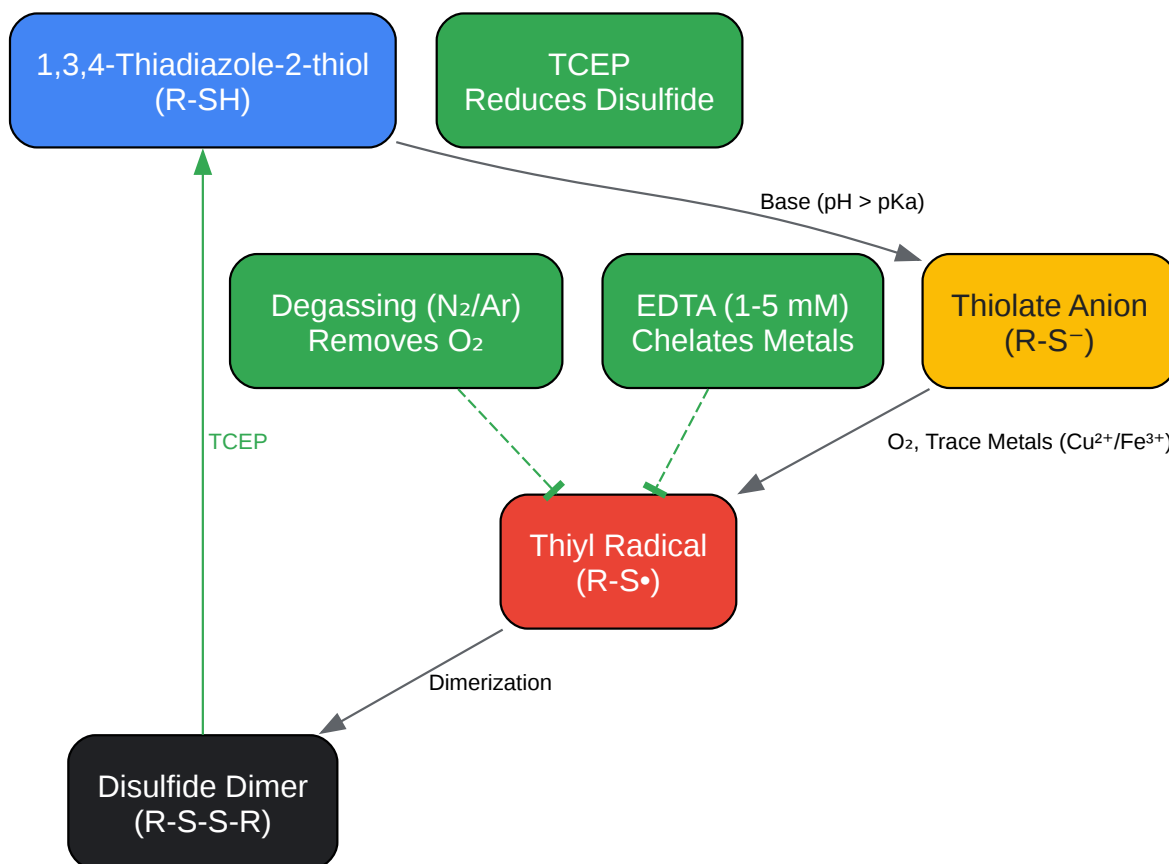 1,3,4-Thiadiazole-2-thiol
(R-SH)
TCEP
Reduces Disulfide
Base (pH > pKa)
Degassing (N₂/Ar)
Removes O₂
EDTA (1-5 mM)
Chelates Metals
Thiolate Anion
(R-S⁻)
TCEP
O₂, Trace Metals (Cu²⁺/Fe³⁺)
Thiyl Radical
(R-S•)
Dimerization
Disulfide Dimer
(R-S-S-R)